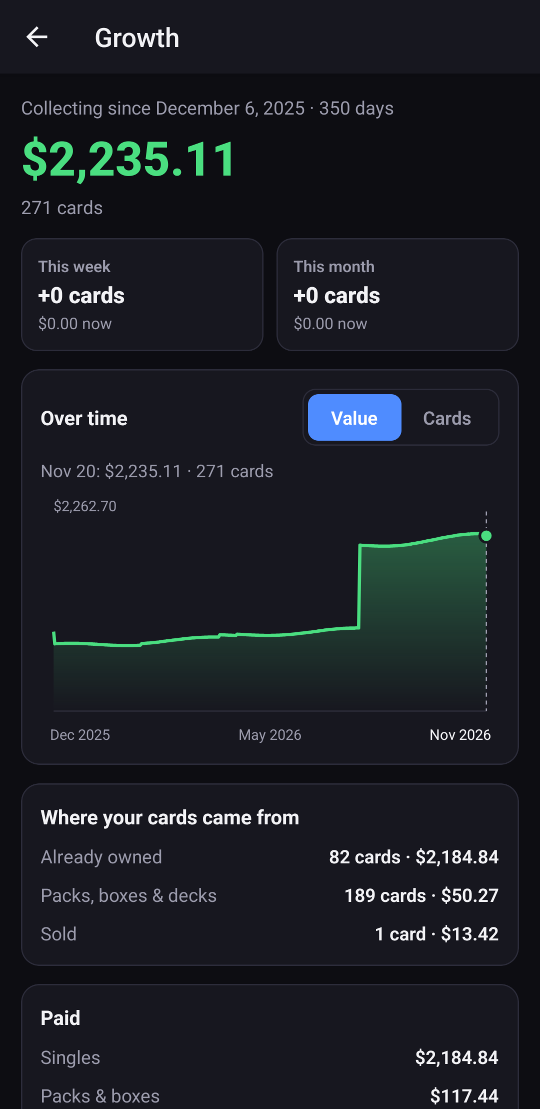 Growth
Collecting since December 6, 2025 · 350 days
$2,235.11
271 cards
This week
+0 cards
$0.00 now
This month
+0 cards
$0.00 now
Over time
Value
Cards
Nov 20: $2,235.11 · 271 cards
$2,262.70
Dec 2025
May 2026
Nov 2026
Where your cards came from
Already owned
82 cards · $2,184.84
Packs, boxes & decks
189 cards · $50.27
Sold
1 card · $13.42
Paid
Singles
$2,184.84
Packs & boxes
$117.44